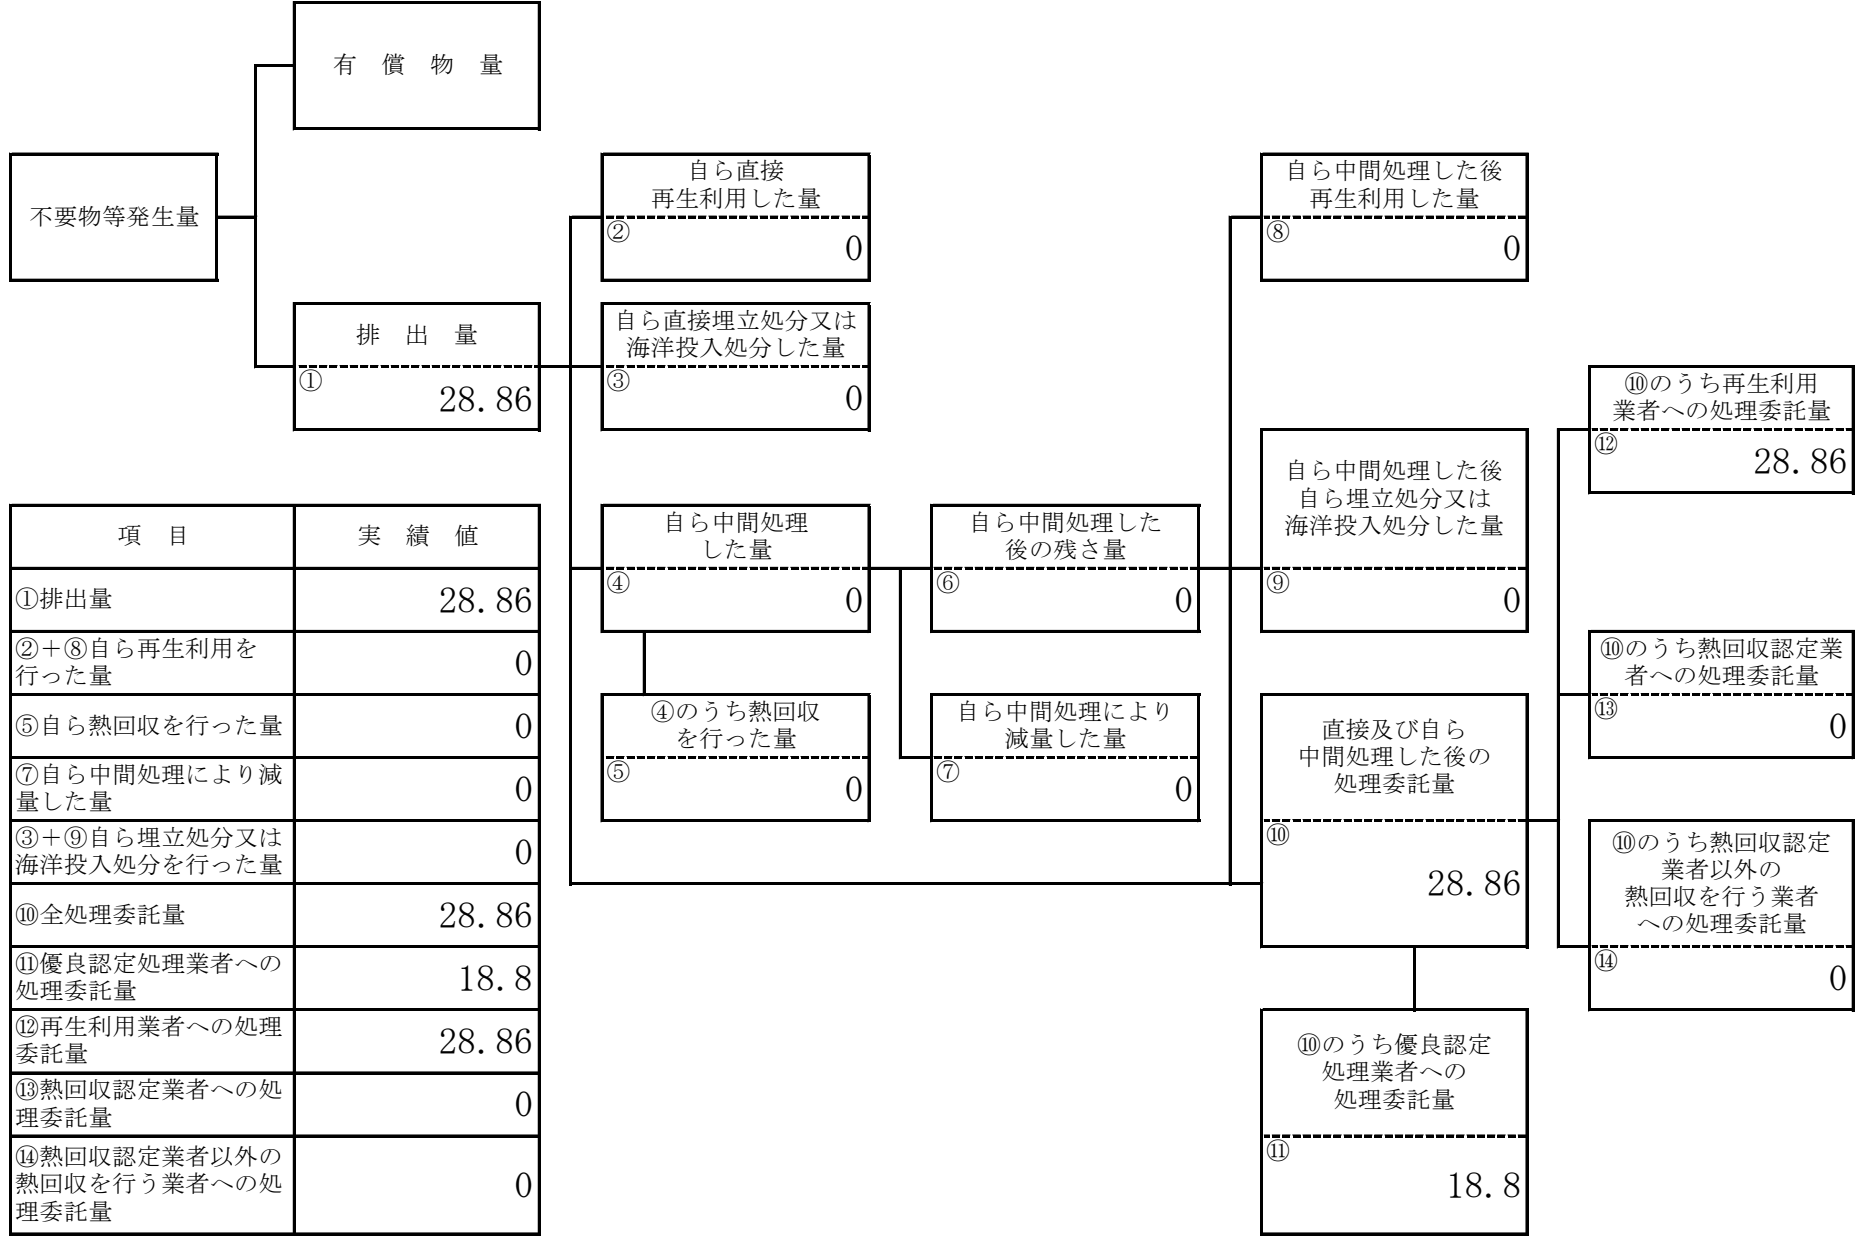 有 償 物 量
不要物等発生量
排 出 量
①
28.86
自ら直接
再生利用した量
②
0
自ら直接埋立処分又は
海洋投入処分した量
③
0
自ら中間処理
した量
④
0
④のうち熱回収
を行った量
⑤
0
自ら中間処理した
後の残さ量
⑥
0
自ら中間処理により
減量した量
⑦
0
自ら中間処理した後
再生利用した量
⑧
0
自ら中間処理した後
自ら埋立処分又は
海洋投入処分した量
⑨
0
直接及び自ら
中間処理した後の
処理委託量
⑩
28.86
⑩のうち優良認定
処理業者への
処理委託量
⑪
18.8
⑩のうち再生利用
業者への処理委託量
⑫
28.86
⑩のうち熱回収認定業
者への処理委託量
⑬
0
⑩のうち熱回収認定
業者以外の
熱回収を行う業者
への処理委託量
⑭
0
項 目 実 績 値
①排出量 28.86
②＋⑧自ら再生利用を
行った量
0
⑤自ら熱回収を行った量 0
⑦自ら中間処理により減
量した量
0
③＋⑨自ら埋立処分又は
海洋投入処分を行った量
0
⑩全処理委託量 28.86
⑪優良認定処理業者への
処理委託量
18.8
⑫再生利用業者への処理
委託量
28.86
⑬熱回収認定業者への処
理委託量
0
⑭熱回収認定業者以外の
熱回収を行う業者への処
理委託量
0